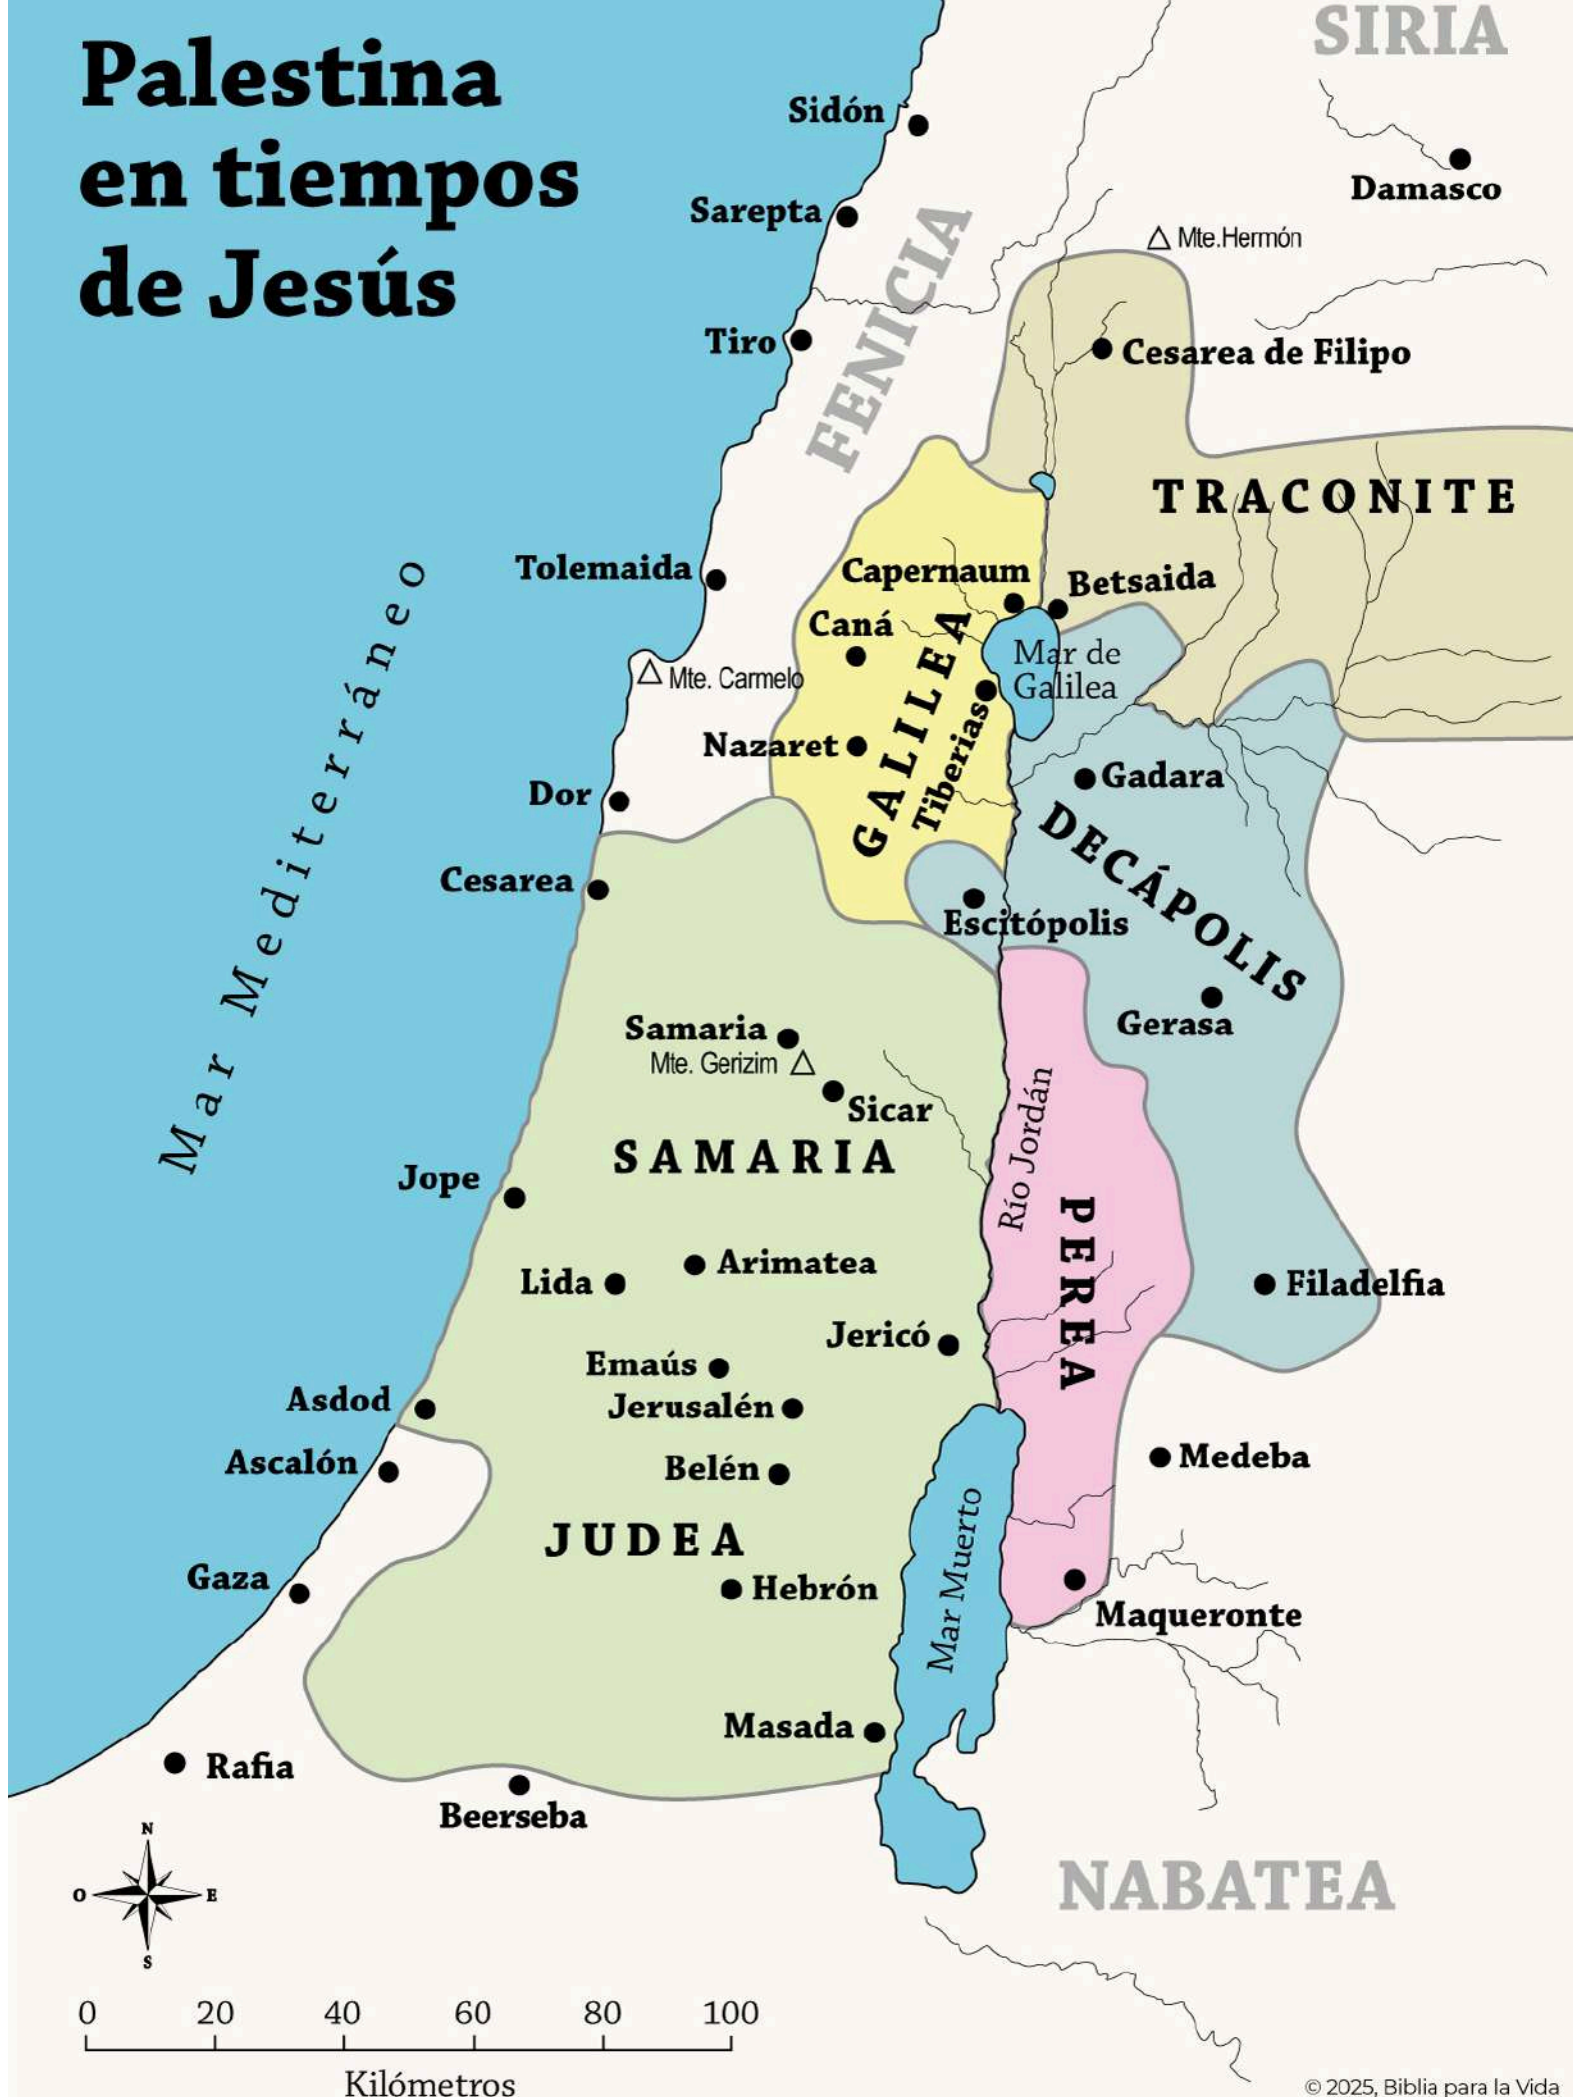 Palestina
en tiempos
de Jesús
SIRIA
Sidón
Damasco
Sarepta
Mte.Hermón
FENICIA
Tiro
Cesarea de Filipo
TRACONITE
Tolemaida
Capernaum
Betsaida
Caná
Mar de
Galilea
Mte. Carmelo
GALILEA
Tiberias
Nazaret
Mar Mediterráneo
Gadara
Dor
DECÁPOLIS
Cesarea
Escitópolis
Gerasa
Samaria
Mte. Gerizim
Sicar
Río Jordán
SAMARIA
Jope
PEREA
Arimatea
Lida
Filadelfia
Jericó
Emaús
Asdod
Jerusalén
Ascalón
Belén
Medeba
JUDEA
Mar Muerto
Gaza
Hebrón
Maqueronte
Masada
Rafia
Beerseba
N
O
E
S
NABATEA
0 20 40 60 80 100
Kilómetros
© 2025, Biblia para la Vida